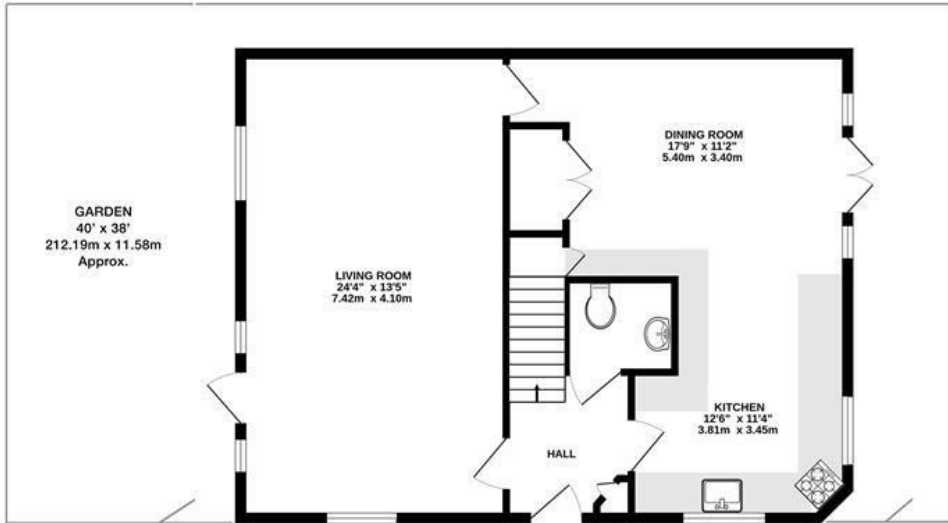 GARDEN
40' x 38'
212.19m x 11.58m
Approx.
LIVING ROOM
24'4" x 13'5"
7.42m x 4.10m
DINING ROOM
17'9" x 11'2"
5.40m x 3.40m
KITCHEN
12'6" x 11'4"
3.81m x 3.45m
HALL